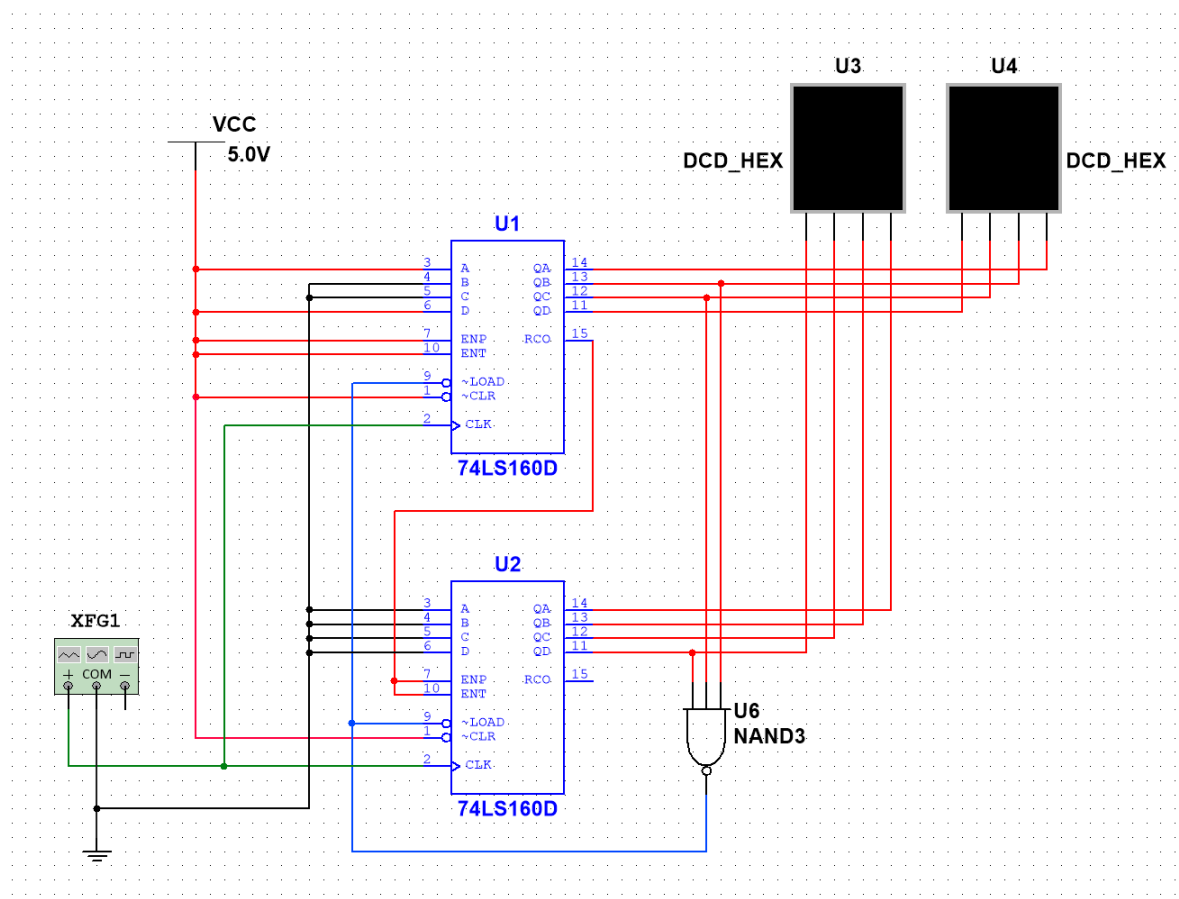 U3
U4
VCC
5.0V
DCD_HEX
DCD_HEX
U1
3 A QA 14
4 B QB 13
5 C QC 12
6 D QD 11
7 ENP RCO 15
10 ENT
9 ~LOAD
1 ~CLR
2 CLK
74LS160D
U2
3 A QA 14
4 B QB 13
5 C QC 12
6 D QD 11
7 ENP RCO 15
10 ENT
9 ~LOAD
1 ~CLR
2 CLK
74LS160D
XFG1
+ COM −
U6
NAND3